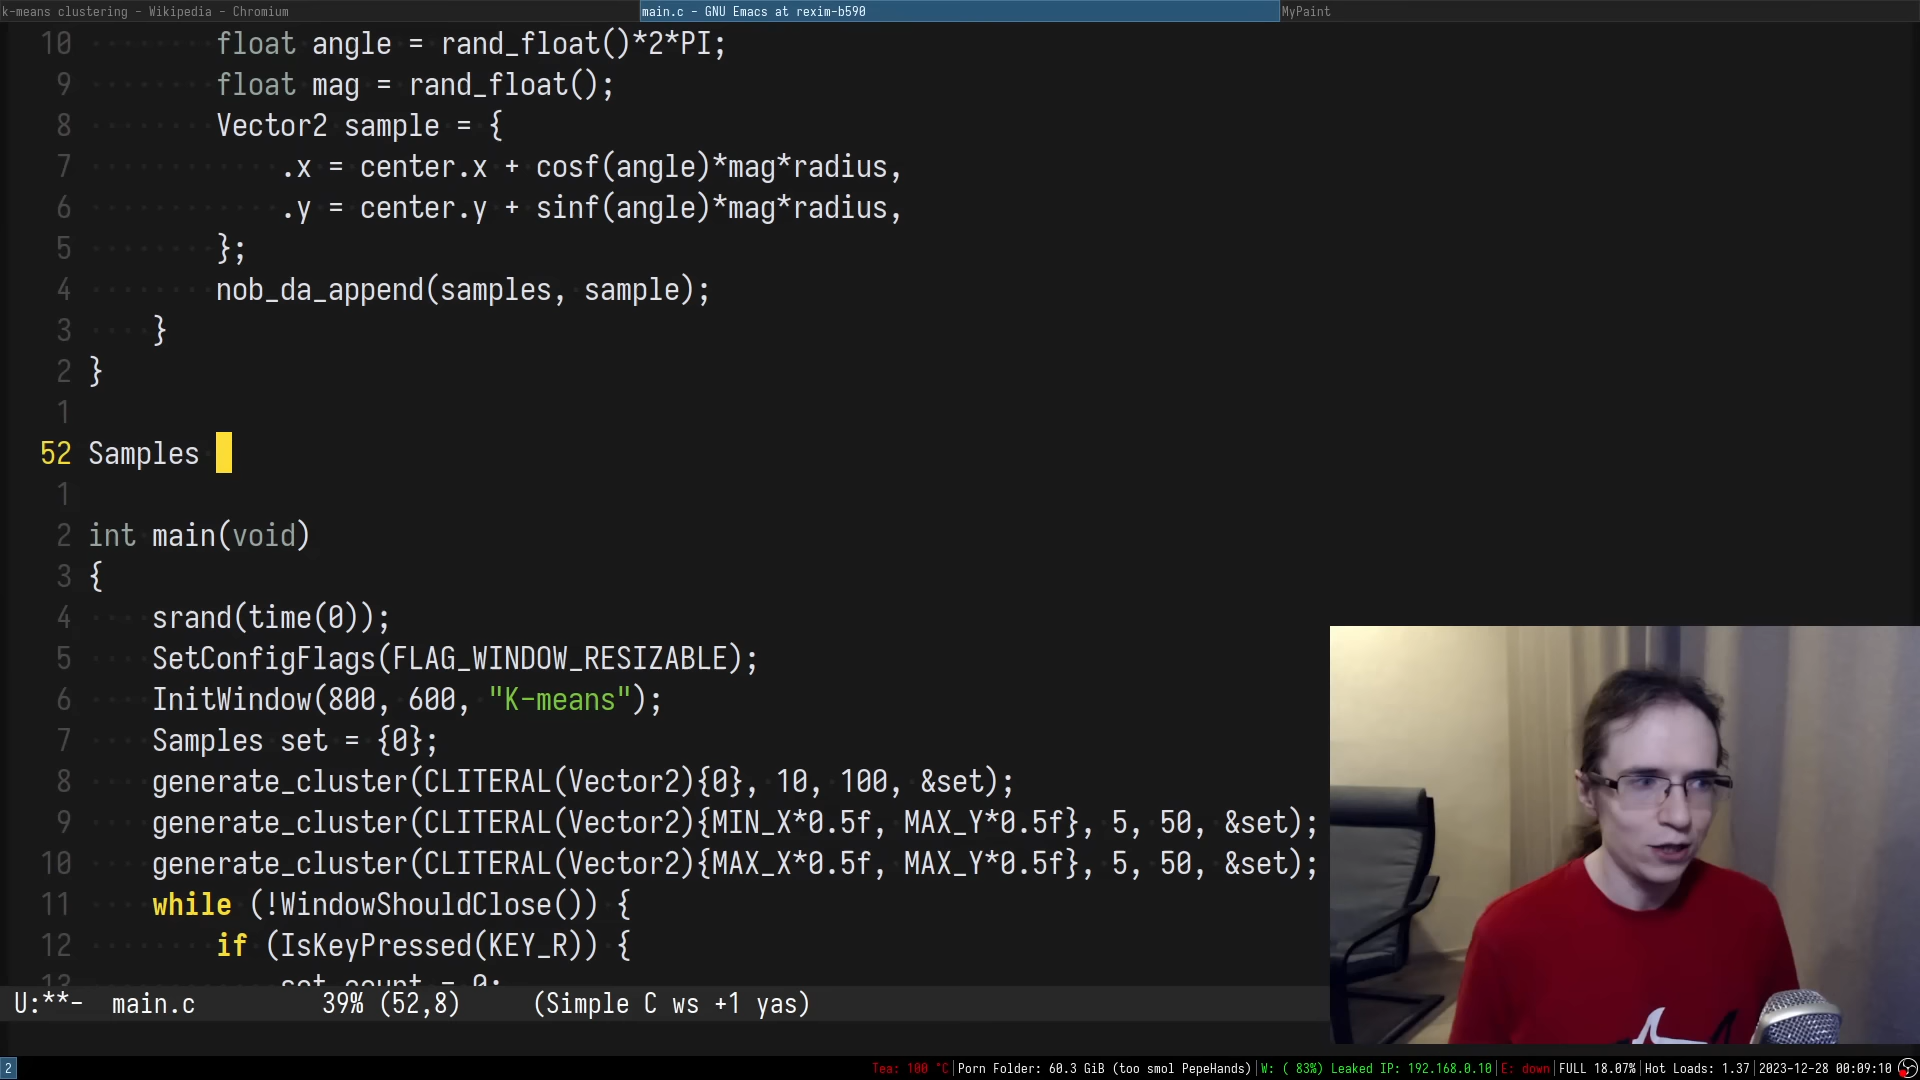 k-means clustering - Wikipedia - Chromium
main.c - GNU Emacs at rexim-b590
MyPaint
10 float angle = rand_float()*2*PI;
9 float mag = rand_float();
8 Vector2 sample = {
7 .x = center.x + cosf(angle)*mag*radius,
6 .y = center.y + sinf(angle)*mag*radius,
5 };
4 nob_da_append(samples, sample);
3 }
2 }
1
52 Samples
1
2 int main(void)
3 {
4 srand(time(0));
5 SetConfigFlags(FLAG_WINDOW_RESIZABLE);
6 InitWindow(800, 600, "K-means");
7 Samples set = {0};
8 generate_cluster(CLITERAL(Vector2){0}, 10, 100, &set);
9 generate_cluster(CLITERAL(Vector2){MIN_X*0.5f, MAX_Y*0.5f}, 5, 50, &set);
10 generate_cluster(CLITERAL(Vector2){MAX_X*0.5f, MAX_Y*0.5f}, 5, 50, &set);
11 while (!WindowShouldClose()) {
12 if (IsKeyPressed(KEY_R)) {
13 set.count = 0;
U:**- main.c 39% (52,8) (Simple C ws +1 yas)
2 Tea: 100 °C|Porn Folder: 60.3 GiB (too smol PepeHands)|W: ( 83%) Leaked IP: 192.168.0.10|E: down|FULL 18.07%|Hot Loads: 1.37|2023-12-28 00:09:10